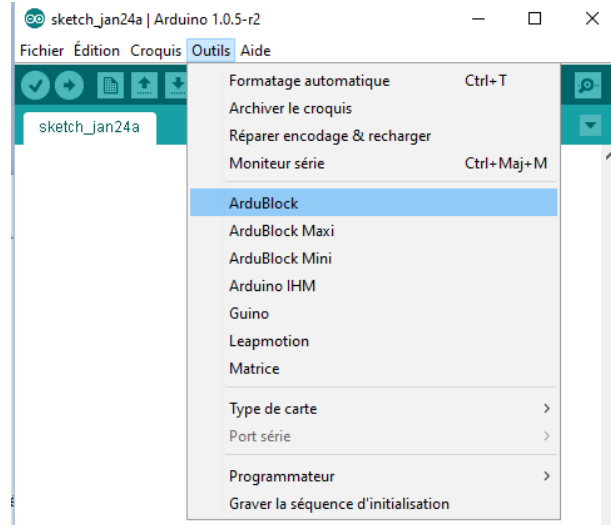 sketch_jan24a | Arduino 1.0.5-r2
Fichier Édition Croquis Outils Aide
sketch_jan24a
Formatage automatique Ctrl+T
Archiver le croquis
Réparer encodage & recharger
Moniteur série Ctrl+Maj+M
ArduBlock
ArduBlock Maxi
ArduBlock Mini
Arduino IHM
Guino
Leapmotion
Matrice
Type de carte
Port série
Programmateur
Graver la séquence d'initialisation